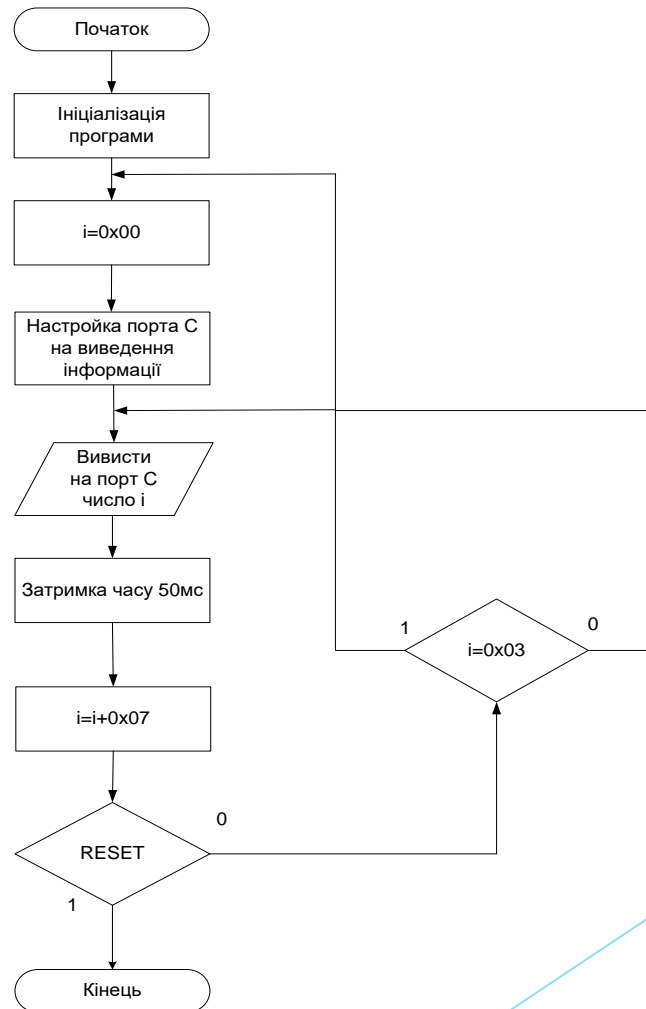 Початок
Ініціалізація
програми
i=0x00
Настройка порта С
на виведення
інформації
Вивисти
на порт С
число і
Затримка часу 50мс
1
i=0x03
0
i=i+0x07
0
RESET
1
Кінець